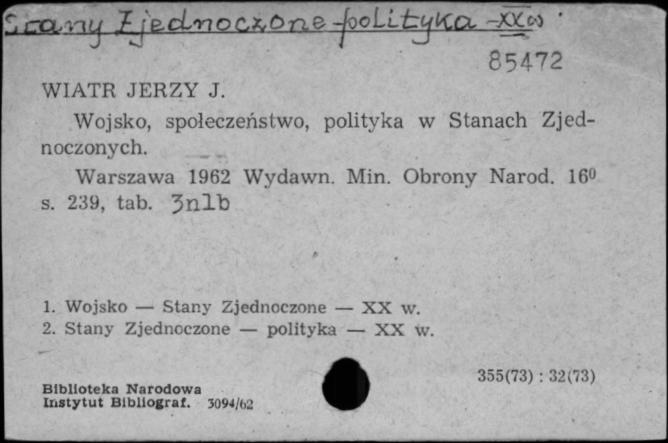 Stany Zjednoczone - polityka - XX w
85472
WIATR JERZY J.
Wojsko, społeczeństwo, polityka w Stanach Zjed-
noczonych.
Warszawa 1962 Wydawn. Min. Obrony Narod. 16⁰
s. 239, tab. 3nlb
1. Wojsko — Stany Zjednoczone — XX w.
2. Stany Zjednoczone — polityka — XX w.
355(73) : 32(73)
Biblioteka Narodowa
Instytut Bibliograf. 3094/62